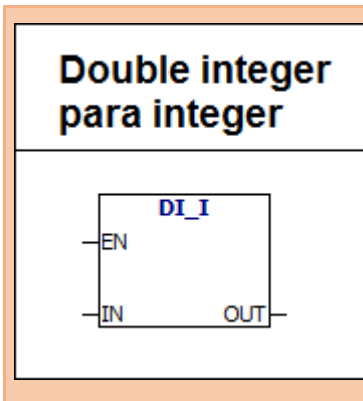 Double integer
para integer
DI_I
EN
IN OUT